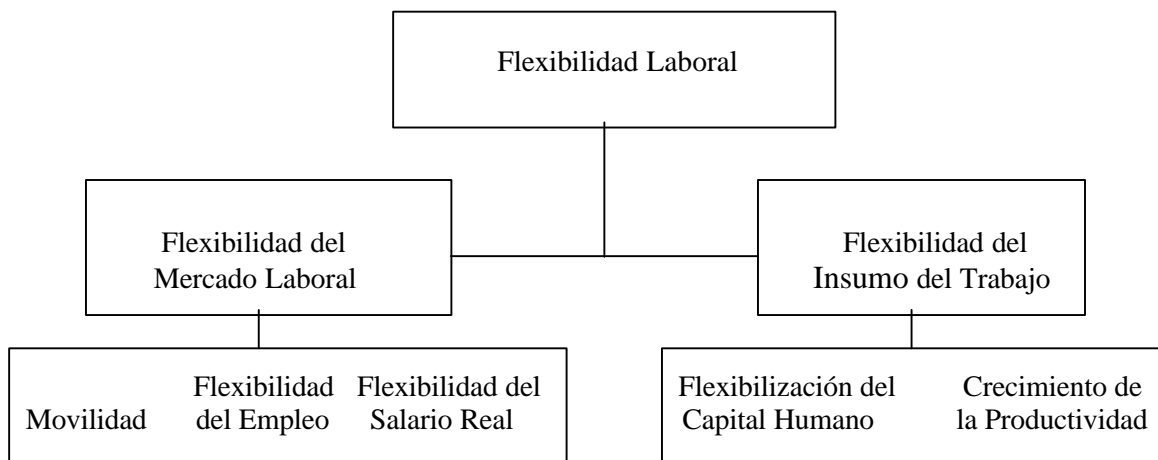 Flexibilidad Laboral
Flexibilidad del
Mercado Laboral
Flexibilidad del
Insumo del Trabajo
Movilidad
Flexibilidad
del Empleo
Flexibilidad del
Salario Real
Flexibilización del
Capital Humano
Crecimiento de
la Productividad